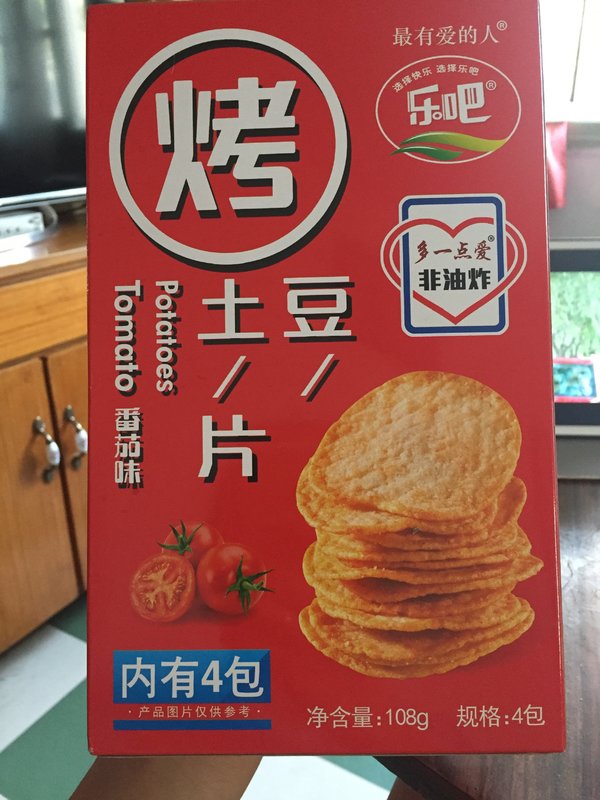 最有爱的人®
选择快乐 选择乐吧
乐吧®
烤
多一点爱®
非油炸
土/豆/片
Potatoes
Tomato 番茄味
内有4包
·产品图片仅供参考·
净含量:108g 规格:4包